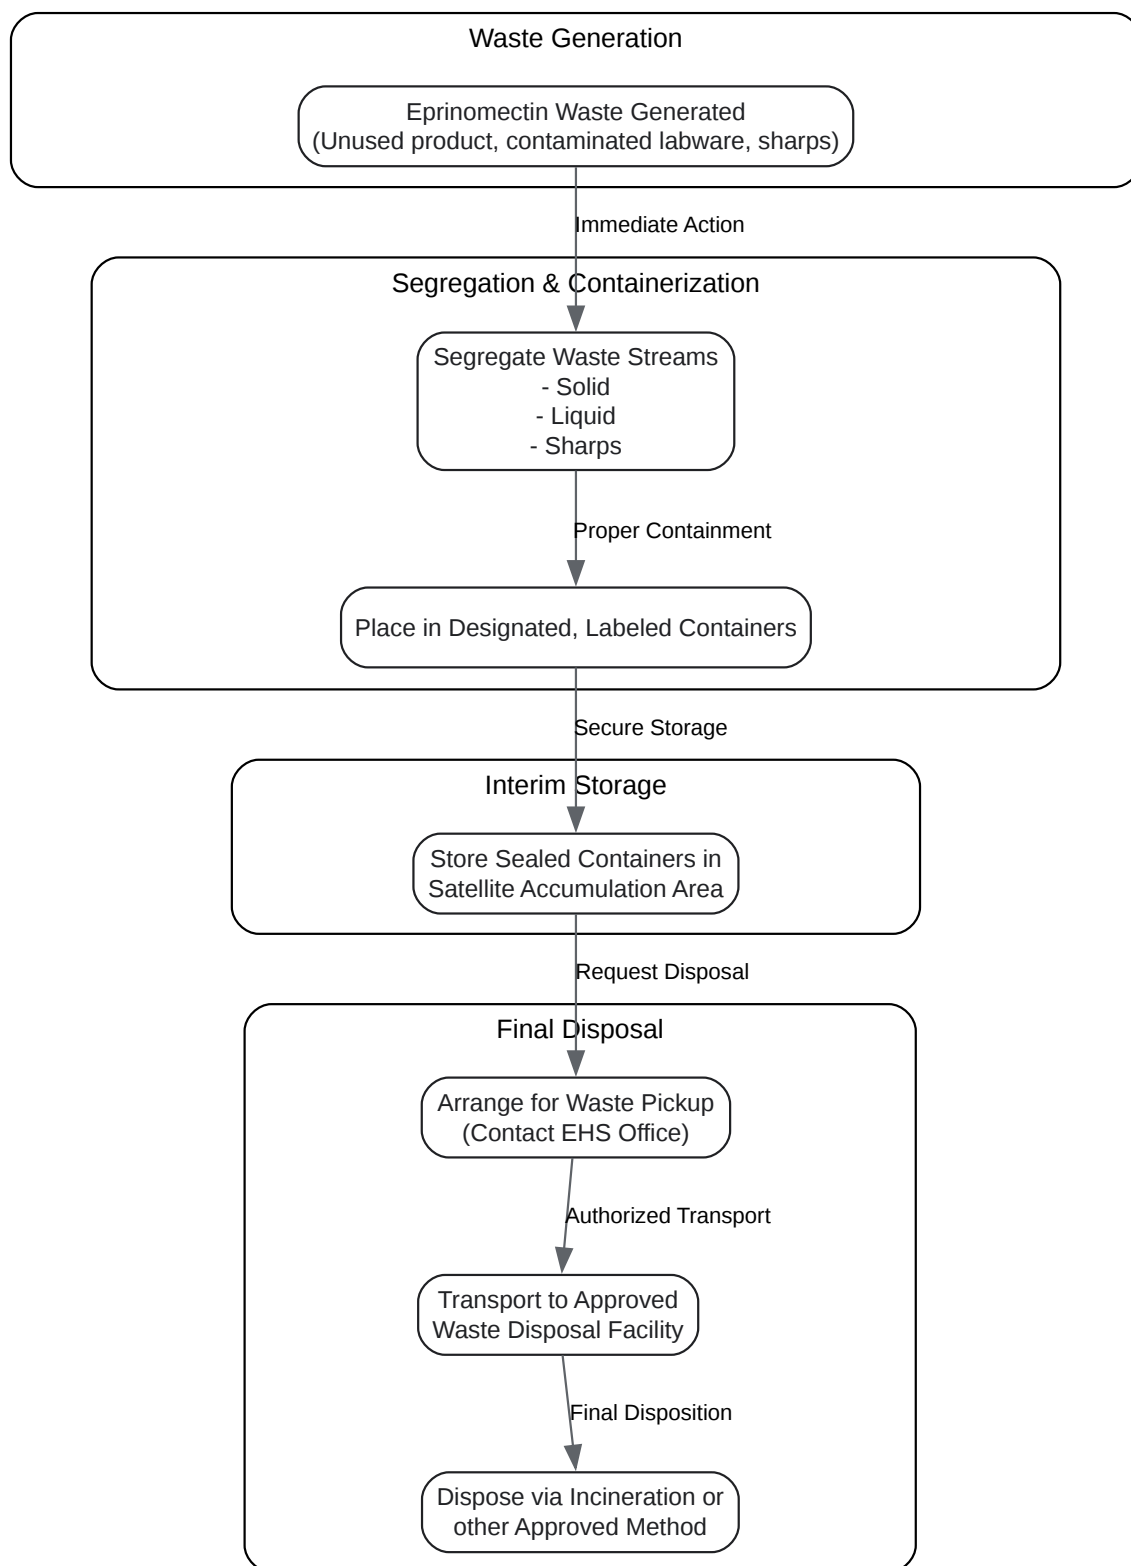 Waste Generation
Eprinomectin Waste Generated
(Unused product, contaminated labware, sharps)
Immediate Action
Segregation & Containerization
Segregate Waste Streams
- Solid
- Liquid
- Sharps
Proper Containment
Place in Designated, Labeled Containers
Secure Storage
Interim Storage
Store Sealed Containers in
Satellite Accumulation Area
Request Disposal
Final Disposal
Arrange for Waste Pickup
(Contact EHS Office)
Authorized Transport
Transport to Approved
Waste Disposal Facility
Final Disposition
Dispose via Incineration or
other Approved Method